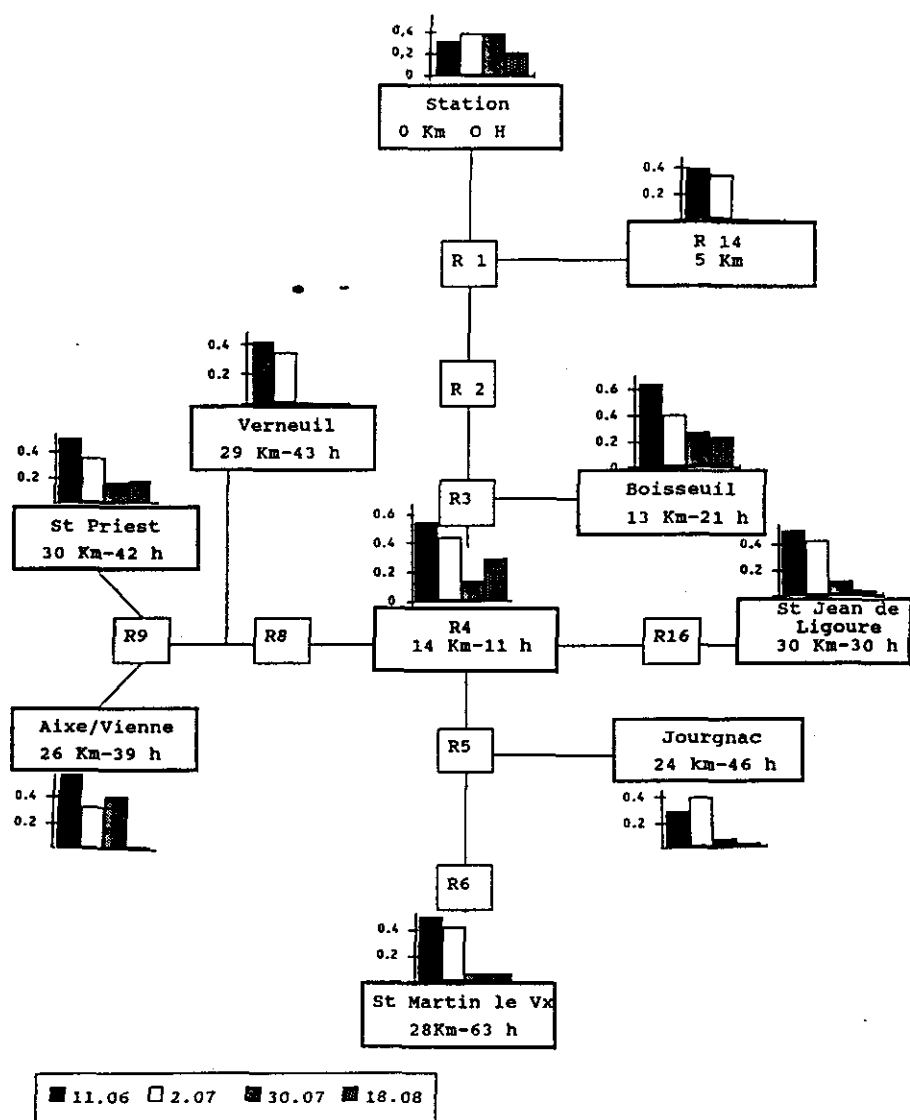 0,4
0,2
0
Station
0 Km O H
0.4
0.2
R 14
5 Km
R 1
R 2
0.4
0.2
Verneuil
29 Km-43 h
0.6
0.4
0.2
0
Boisseuil
13 Km-21 h
R3
0.4
0.2
St Priest
30 Km-42 h
0.6
0.4
0.2
0
R4
14 Km-11 h
0.4
0.2
St Jean de
Ligoure
30 Km-30 h
R9
R8
R16
Aixe/Vienne
26 Km-39 h
0.4
0.2
R5
Jourgnac
24 km-46 h
0.4
0.2
R6
0.4
0.2
St Martin le Vx
28Km-63 h
11.06 2.07 30.07 18.08